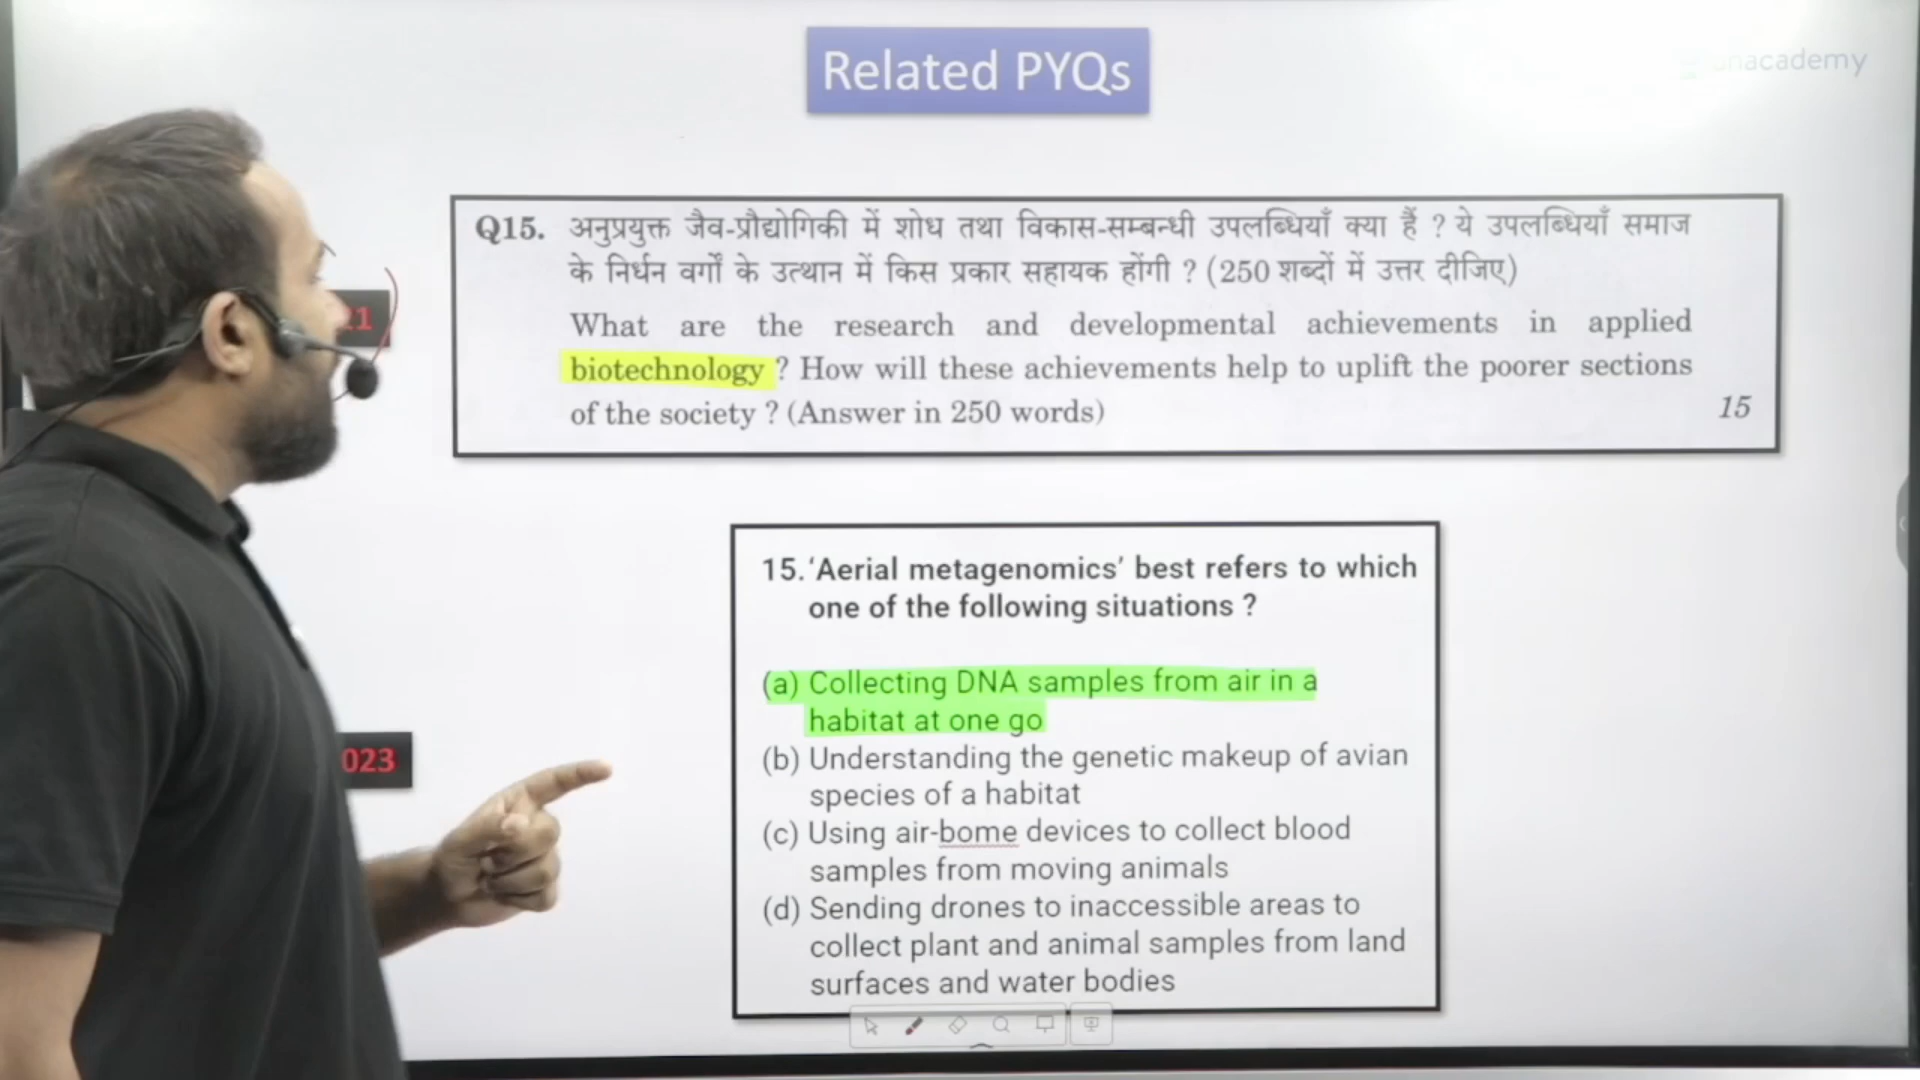 Related PYQs
unacademy
Q15. अनुप्रयुक्त जैव-प्रौद्योगिकी में शोध तथा विकास-सम्बन्धी उपलब्धियाँ क्या हैं ? ये उपलब्धियाँ समाज
के निर्धन वर्गों के उत्थान में किस प्रकार सहायक होंगी ? (250 शब्दों में उत्तर दीजिए)
21
What are the research and developmental achievements in applied
biotechnology ? How will these achievements help to uplift the poorer sections
of the society ? (Answer in 250 words) 15
15. ‘Aerial metagenomics’ best refers to which
one of the following situations ?
(a) Collecting DNA samples from air in a
habitat at one go
023
(b) Understanding the genetic makeup of avian
species of a habitat
(c) Using air-bome devices to collect blood
samples from moving animals
(d) Sending drones to inaccessible areas to
collect plant and animal samples from land
surfaces and water bodies